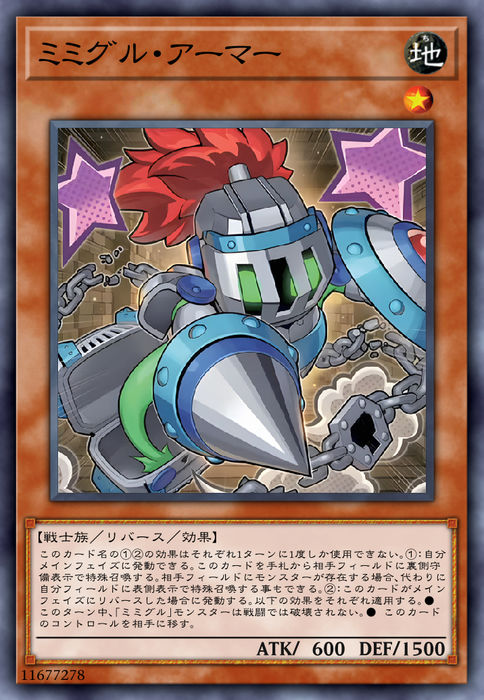 ミミグル・アーマー
ち
地
【戦士族／リバース／効果】
このカード名の①②の効果はそれぞれ1ターンに1度しか使用できない。①：自分
メインフェイズに発動できる。このカードを手札から相手フィールドに裏側守
備表示で特殊召喚する。相手フィールドにモンスターが存在する場合、代わりに
自分フィールドに表側表示で特殊召喚する事もできる。②：このカードがメイ
ンフェイズにリバースした場合に発動する。以下の効果をそれぞれ適用する。●
このターン中、「ミミグル」モンスターは戦闘では破壊されない。● このカード
のコントロールを相手に移す。
ATK/ 600 DEF/1500
11677278